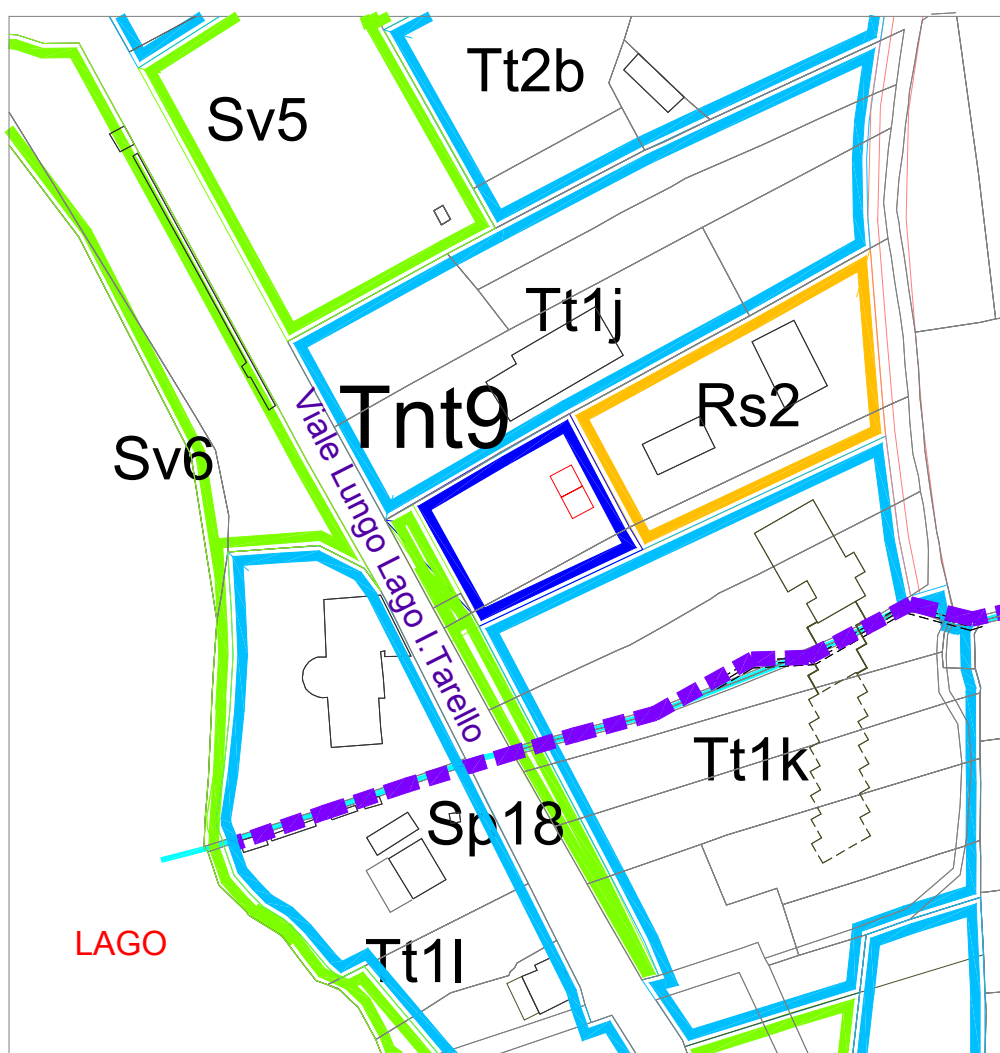 Tt2b
Sv5
Tt1j
Tnt9
Rs2
Sv6
Viale Lungo Lago I.Tarello
Tt1k
Sp18
LAGO
Tt1l